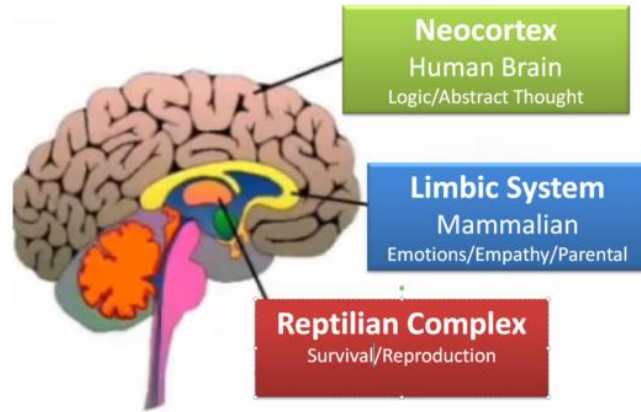 Neocortex
Human Brain
Logic/Abstract Thought
Limbic System
Mammalian
Emotions/Empathy/Parental
Reptilian Complex
Survival/Reproduction